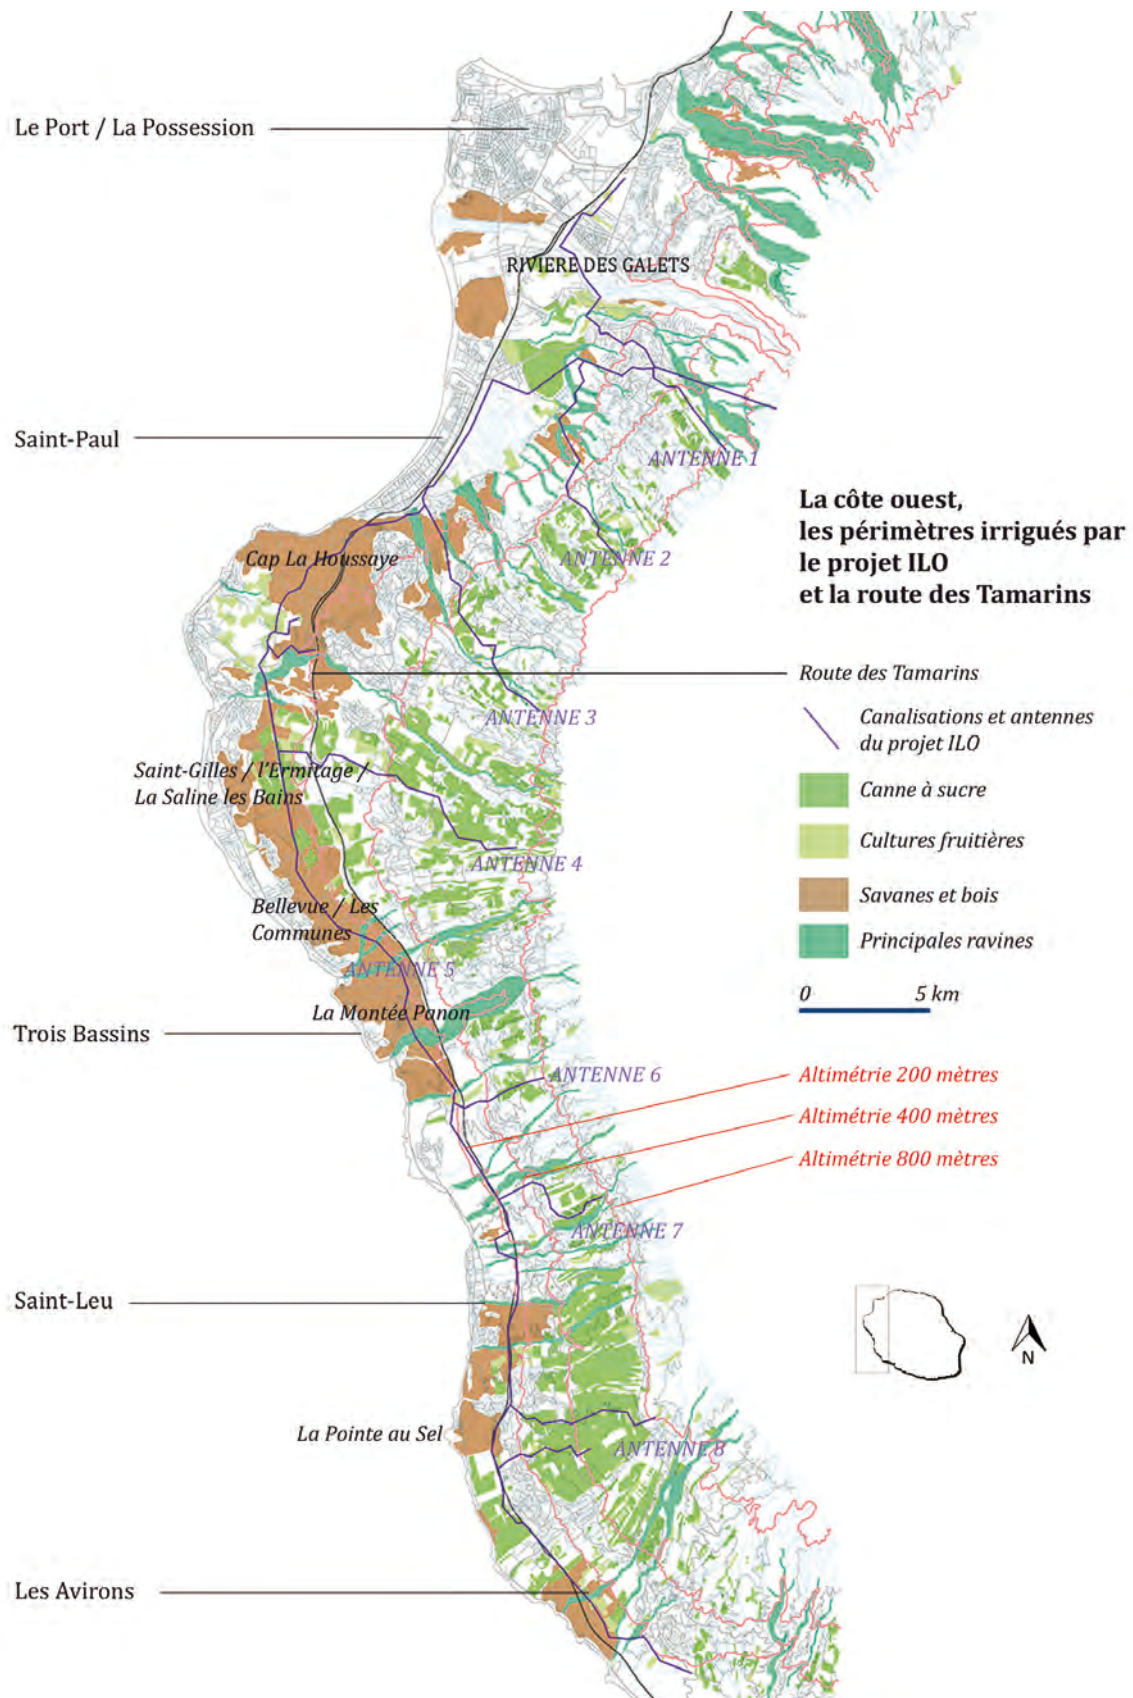 Le Port / La Possession
RIVIERE DES GALETS
Saint-Paul
ANTENNE 1
La côte ouest,
les périmètres irrigués par
le projet ILO
et la route des Tamarins
Cap La Houssaye
ANTENNE 2
Route des Tamarins
ANTENNE 3
Canalisations et antennes
du projet ILO
Saint-Gilles / l'Ermitage /
La Saline les Bains
Canne à sucre
Cultures fruitières
ANTENNE 4
Savanes et bois
Bellevue / Les
Communes
Principales ravines
ANTENNE 5
0 5 km
La Montée Panon
Trois Bassins
ANTENNE 6
Altimétrie 200 mètres
Altimétrie 400 mètres
Altimétrie 800 mètres
ANTENNE 7
Saint-Leu
N
La Pointe au Sel
ANTENNE 8
Les Avirons